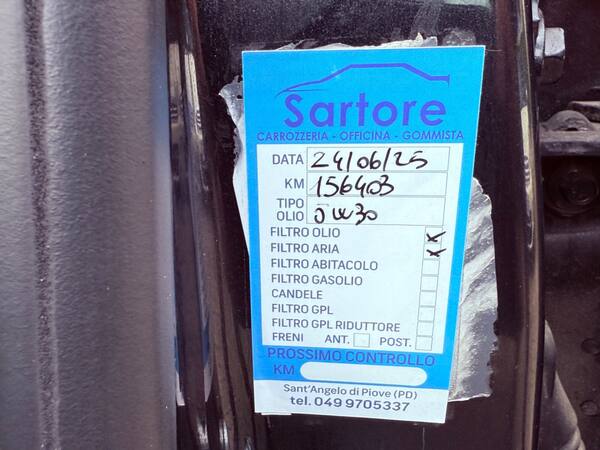 Sartore
CARROZZERIA - OFFICINA - GOMMISTA
DATA 24/06/25
KM 156403
TIPO OLIO 0W30
FILTRO OLIO x
FILTRO ARIA x
FILTRO ABITACOLO
FILTRO GASOLIO
CANDELE
FILTRO GPL
FILTRO GPL RIDUTTORE
FRENI ANT. POST.
PROSSIMO CONTROLLO
KM
Sant'Angelo di Piove (PD)
tel. 049 9705337